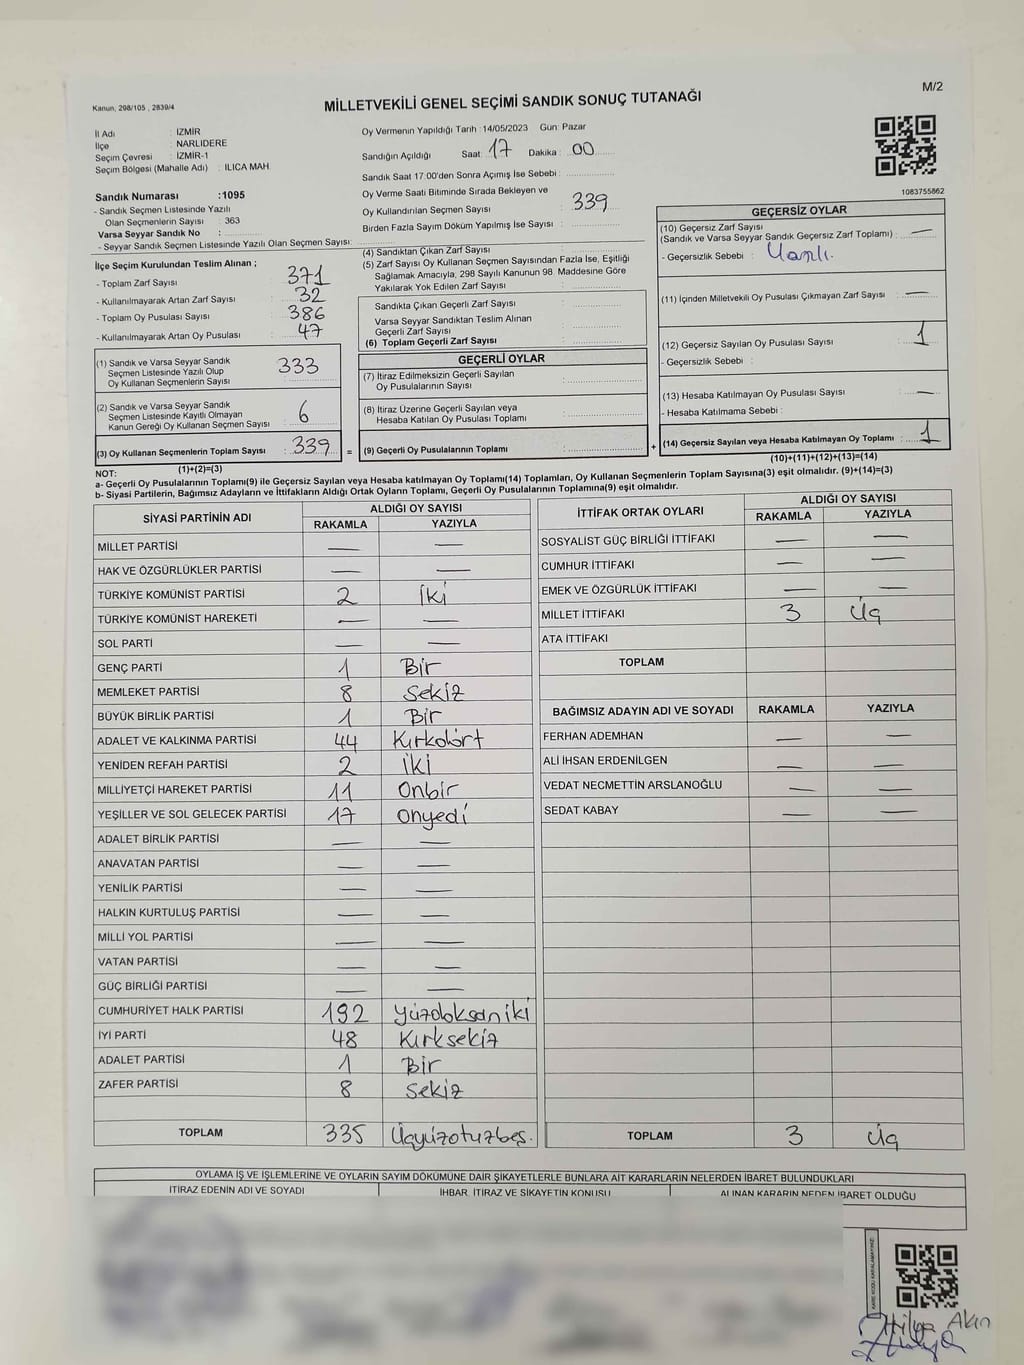 M/2
Kanun, 298/105 , 2839/4
MİLLETVEKİLİ GENEL SEÇİMİ SANDIK SONUÇ TUTANAĞI
İl Adı : İZMİR
İlçe : NARLIDERE
Seçim Çevresi : İZMİR-1
Seçim Bölgesi (Mahalle Adı) : ILICA MAH.
Sandık Numarası :1095
- Sandık Seçmen Listesinde Yazılı
Olan Seçmenlerin Sayısı : 363
Varsa Seyyar Sandık No :
- Seyyar Sandık Seçmen Listesinde Yazılı Olan Seçmen Sayısı:
Oy Vermenin Yapıldığı Tarih :14/05/2023 Gün: Pazar
Sandığın Açıldığı Saat: 17 Dakika: 00
Sandık Saat 17:00'den Sonra Açımış İse Sebebi :
Oy Verme Saati Bitiminde Sırada Bekleyen ve
Oy Kullandırılan Seçmen Sayısı : 339
Birden Fazla Sayım Döküm Yapılmış İse Sayısı :
1083755862
İlçe Seçim Kurulundan Teslim Alınan ;
- Toplam Zarf Sayısı : 371
- Kullanılmayarak Artan Zarf Sayısı : 32
- Toplam Oy Pusulası Sayısı : 386
- Kullanılmayarak Artan Oy Pusulası : 47
(1) Sandık ve Varsa Seyyar Sandık
Seçmen Listesinde Yazılı Olup
Oy Kullanan Seçmenlerin Sayısı : 333
(2) Sandık ve Varsa Seyyar Sandık
Seçmen Listesinde Kayıtlı Olmayan
Kanun Gereği Oy Kullanan Seçmen Sayısı : 6
(3) Oy Kullanan Seçmenlerin Toplam Sayısı : 339 =
(1)+(2)=(3)
(4) Sandıktan Çıkan Zarf Sayısı :
(5) Zarf Sayısı Oy Kullanan Seçmen Sayısından Fazla İse, Eşitliği
Sağlamak Amacıyla, 298 Sayılı Kanunun 98. Maddesine Göre
Yakılarak Yok Edilen Zarf Sayısı :
Sandıkta Çıkan Geçerli Zarf Sayısı :
Varsa Seyyar Sandıktan Teslim Alınan
Geçerli Zarf Sayısı :
(6) Toplam Geçerli Zarf Sayısı :
GEÇERLİ OYLAR
(7) İtiraz Edilmeksizin Geçerli Sayılan
Oy Pusulalarının Sayısı :
(8) İtiraz Üzerine Geçerli Sayılan veya
Hesaba Katılan Oy Pusulası Toplamı :
(9) Geçerli Oy Pusulalarının Toplamı : +
GEÇERSİZ OYLAR
(10) Geçersiz Zarf Sayısı
(Sandık ve Varsa Seyyar Sandık Geçersiz Zarf Toplamı) : —
- Geçersizlik Sebebi :
(11) İçinden Milletvekili Oy Pusulası Çıkmayan Zarf Sayısı : —
(12) Geçersiz Sayılan Oy Pusulası Sayısı : 1
- Geçersizlik Sebebi :
(13) Hesaba Katılmayan Oy Pusulası Sayısı : —
- Hesaba Katılmama Sebebi :
(14) Geçersiz Sayılan veya Hesaba Katılmayan Oy Toplamı : 1
(10)+(11)+(12)+(13)=(14)
NOT:
a- Geçerli Oy Pusulalarının Toplamı(9) ile Geçersiz Sayılan veya Hesaba katılmayan Oy Toplamı(14) Toplamları, Oy Kullanan Seçmenlerin Toplam Sayısına(3) eşit olmalıdır. (9)+(14)=(3)
b- Siyasi Partilerin, Bağımsız Adayların ve İttifakların Aldığı Ortak Oyların Toplamı, Geçerli Oy Pusulalarının Toplamına(9) eşit olmalıdır.
SİYASİ PARTİNİN ADI ALDIĞI OY SAYISI
RAKAMLA YAZIYLA
MİLLET PARTİSİ — —
HAK VE ÖZGÜRLÜKLER PARTİSİ — —
TÜRKİYE KOMÜNİST PARTİSİ 2 İki
TÜRKİYE KOMÜNİST HAREKETİ — —
SOL PARTİ — —
GENÇ PARTİ 1 Bir
MEMLEKET PARTİSİ 8 Sekiz
BÜYÜK BİRLİK PARTİSİ 1 Bir
ADALET VE KALKINMA PARTİSİ 44 Kırkdört
YENİDEN REFAH PARTİSİ 2 İki
MİLLİYETÇİ HAREKET PARTİSİ 11 Onbir
YEŞİLLER VE SOL GELECEK PARTİSİ 17 Onyedi
ADALET BİRLİK PARTİSİ — —
ANAVATAN PARTİSİ — —
YENİLİK PARTİSİ — —
HALKIN KURTULUŞ PARTİSİ — —
MİLLİ YOL PARTİSİ — —
VATAN PARTİSİ — —
GÜÇ BİRLİĞİ PARTİSİ — —
CUMHURİYET HALK PARTİSİ 192 Yüzdoksaniki
İYİ PARTİ 48 Kırksekiz
ADALET PARTİSİ 1 Bir
ZAFER PARTİSİ 8 Sekiz
TOPLAM 335 Üçyüzotuzbeş.
İTTİFAK ORTAK OYLARI ALDIĞI OY SAYISI
RAKAMLA YAZIYLA
SOSYALİST GÜÇ BİRLİĞİ İTTİFAKI — —
CUMHUR İTTİFAKI — —
EMEK VE ÖZGÜRLÜK İTTİFAKI — —
MİLLET İTTİFAKI 3 Üç
ATA İTTİFAKI
TOPLAM
BAĞIMSIZ ADAYIN ADI VE SOYADI RAKAMLA YAZIYLA
FERHAN ADEMHAN — —
ALİ İHSAN ERDENİLGEN — —
VEDAT NECMETTİN ARSLANOĞLU — —
SEDAT KABAY — —
TOPLAM 3 Üç
OYLAMA İŞ VE İŞLEMLERİNE VE OYLARIN SAYIM DÖKÜMÜNE DAİR ŞİKAYETLERLE BUNLARA AİT KARARLARIN NELERDEN İBARET BULUNDUKLARI
İTİRAZ EDENİN ADI VE SOYADI İHBAR, İTİRAZ VE ŞİKAYETİN KONUSU ALINAN KARARIN NEDEN İBARET OLDUĞU
KARE KODU KARALAMAYINIZ!
Akın